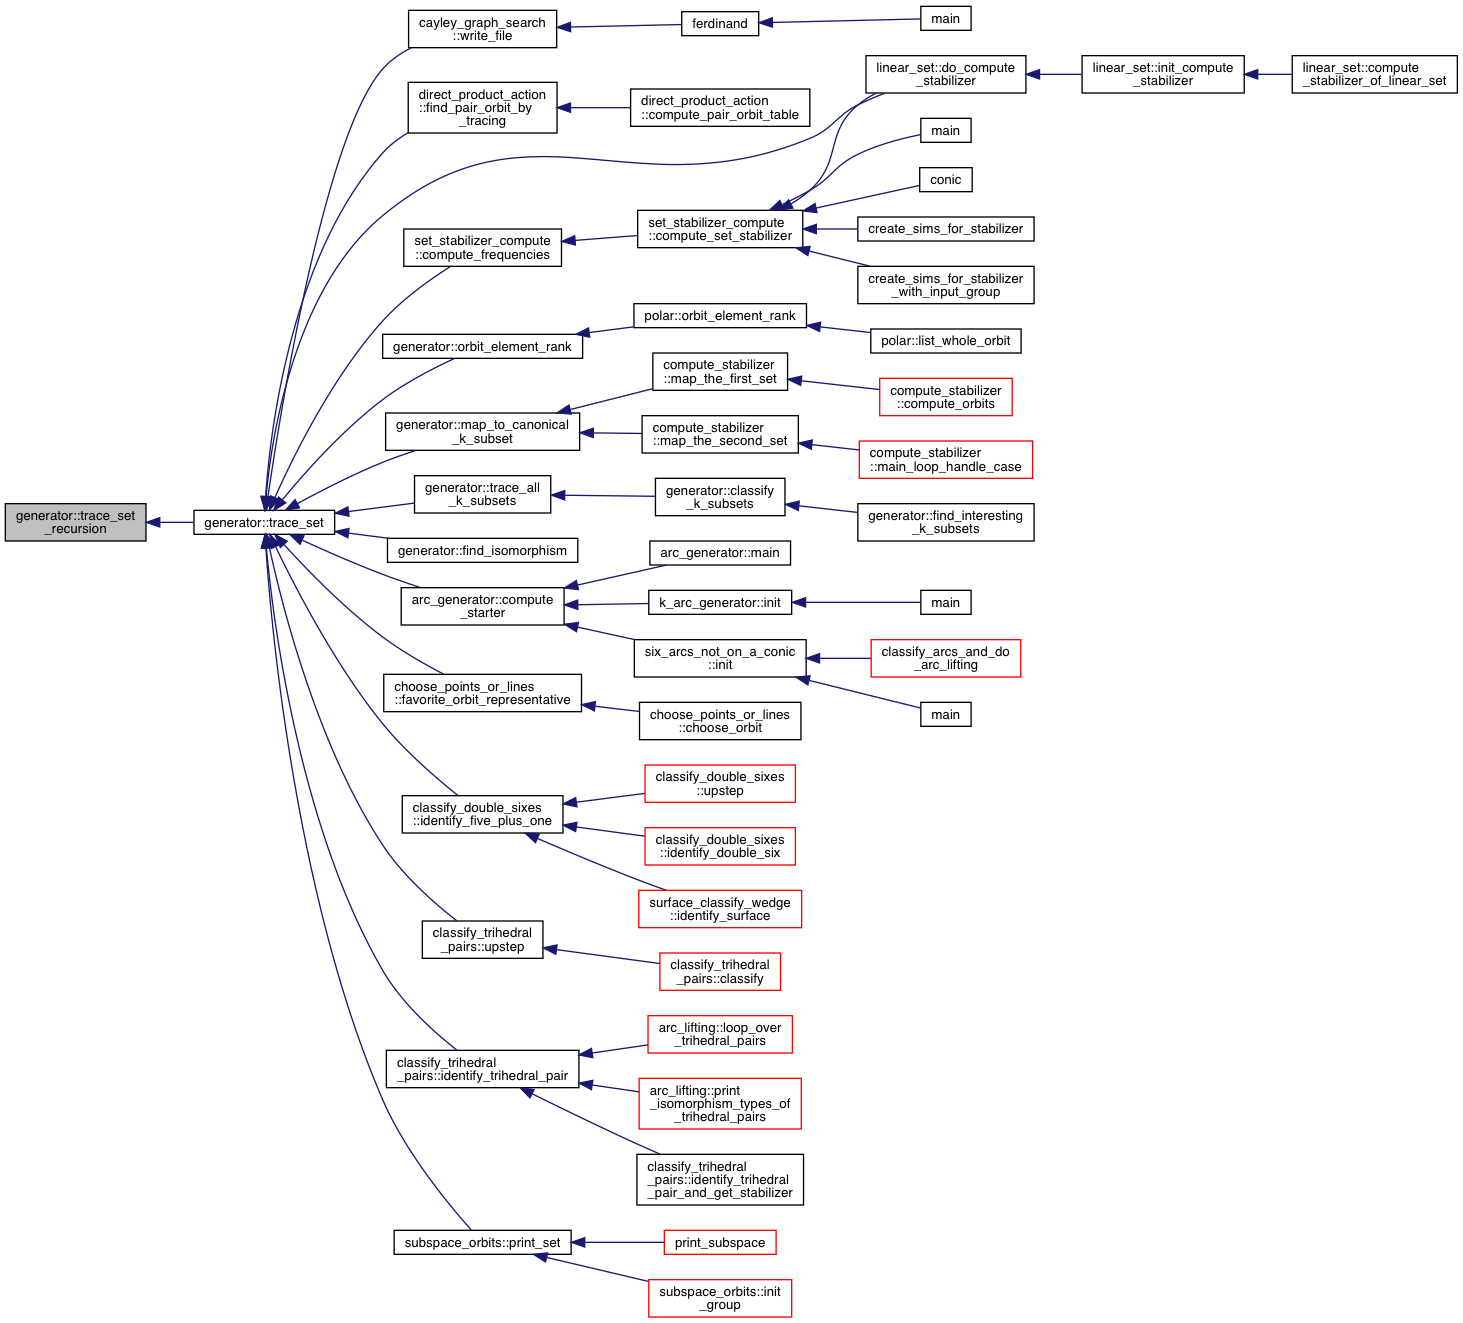 generator::trace_set
_recursion
generator::trace_set
cayley_graph_search
::write_file
ferdinand
main
direct_product_action
::find_pair_orbit_by
_tracing
direct_product_action
::compute_pair_orbit_table
linear_set::do_compute
_stabilizer
linear_set::init_compute
_stabilizer
linear_set::compute
_stabilizer_of_linear_set
set_stabilizer_compute
::compute_frequencies
set_stabilizer_compute
::compute_set_stabilizer
main
conic
create_sims_for_stabilizer
create_sims_for_stabilizer
_with_input_group
generator::orbit_element_rank
polar::orbit_element_rank
polar::list_whole_orbit
generator::map_to_canonical
_k_subset
compute_stabilizer
::map_the_first_set
compute_stabilizer
::compute_orbits
compute_stabilizer
::map_the_second_set
compute_stabilizer
::main_loop_handle_case
generator::trace_all
_k_subsets
generator::classify
_k_subsets
generator::find_interesting
_k_subsets
generator::find_isomorphism
arc_generator::compute
_starter
arc_generator::main
k_arc_generator::init
main
six_arcs_not_on_a_conic
::init
classify_arcs_and_do
_arc_lifting
main
choose_points_or_lines
::favorite_orbit_representative
choose_points_or_lines
::choose_orbit
classify_double_sixes
::identify_five_plus_one
classify_double_sixes
::upstep
classify_double_sixes
::identify_double_six
surface_classify_wedge
::identify_surface
classify_trihedral
_pairs::upstep
classify_trihedral
_pairs::classify
classify_trihedral
_pairs::identify_trihedral_pair
arc_lifting::loop_over
_trihedral_pairs
arc_lifting::print
_isomorphism_types_of
_trihedral_pairs
classify_trihedral
_pairs::identify_trihedral
_pair_and_get_stabilizer
subspace_orbits::print_set
print_subspace
subspace_orbits::init
_group